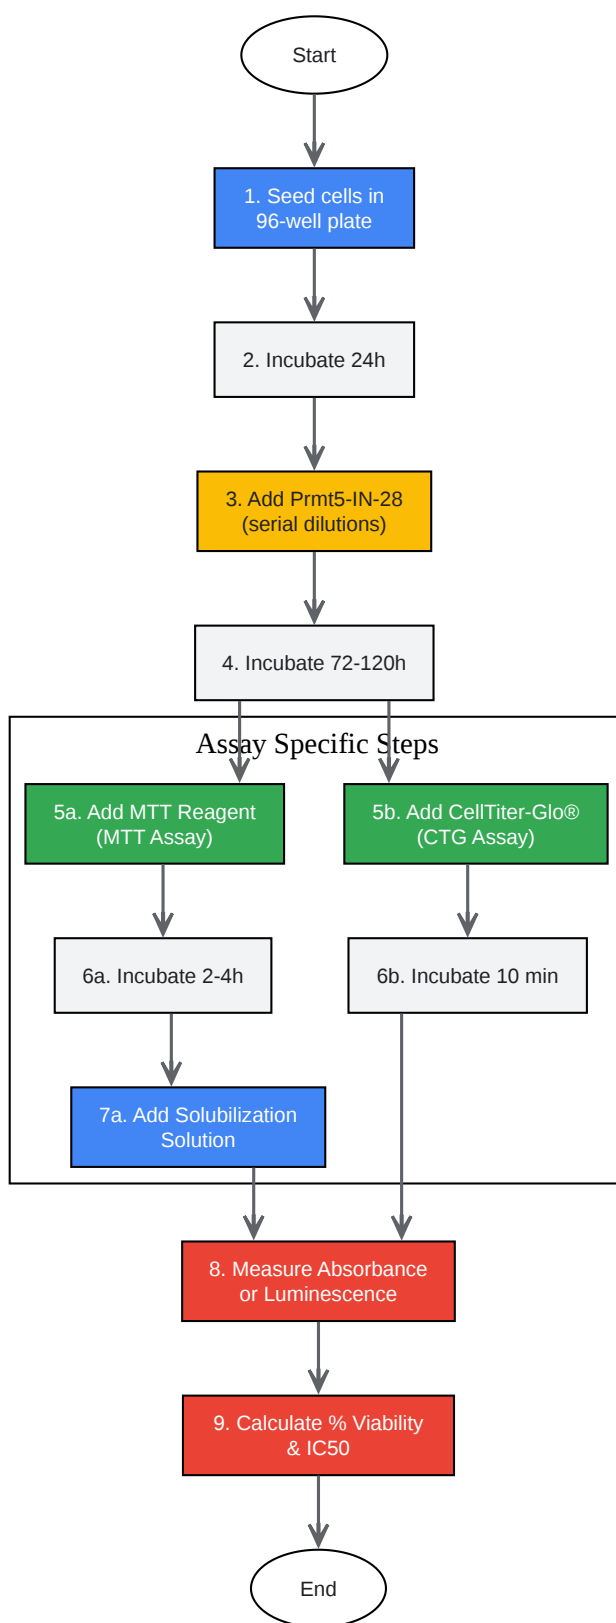 Start
1. Seed cells in
96-well plate
2. Incubate 24h
3. Add Prmt5-IN-28
(serial dilutions)
4. Incubate 72-120h
Assay Specific Steps
5a. Add MTT Reagent
(MTT Assay)
5b. Add CellTiter-Glo®
(CTG Assay)
6a. Incubate 2-4h
6b. Incubate 10 min
7a. Add Solubilization
Solution
8. Measure Absorbance
or Luminescence
9. Calculate % Viability
& IC50
End